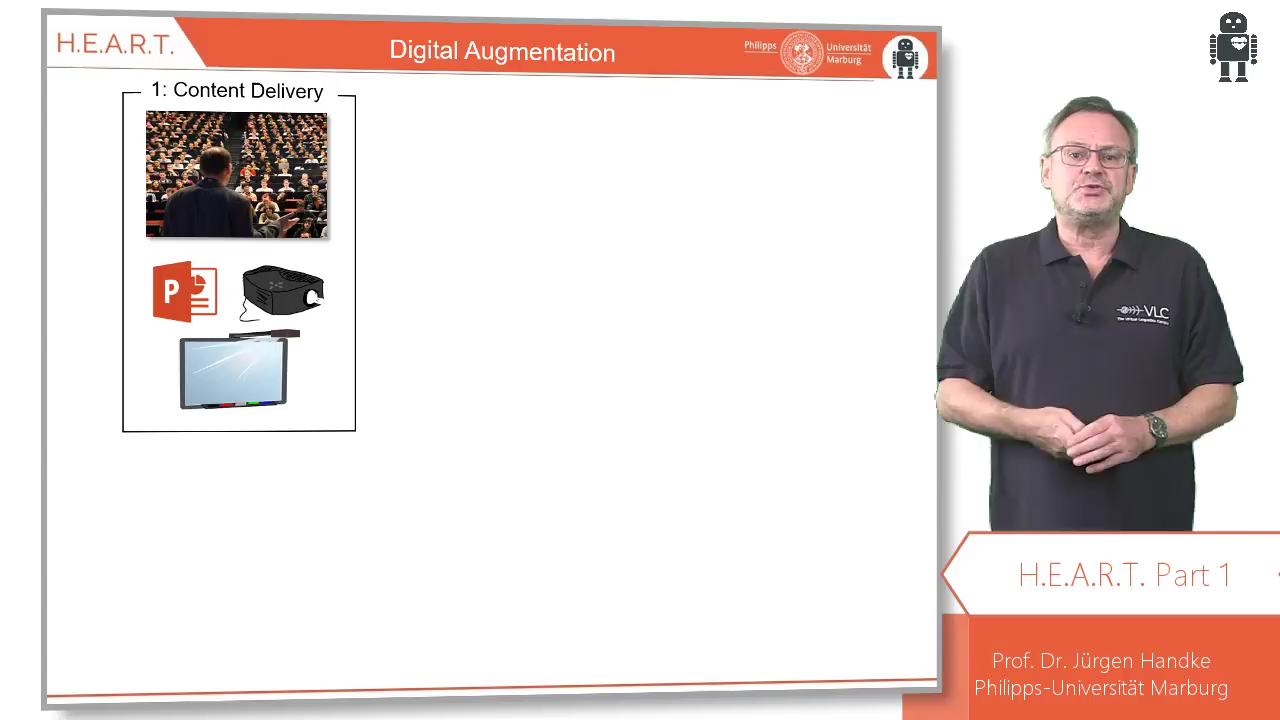 H.E.A.R.T.
Digital Augmentation
Philipps
Universität
Marburg
1: Content Delivery
P
VLC
H.E.A.R.T. Part 1
Prof. Dr. Jürgen Handke
Philipps-Universität Marburg